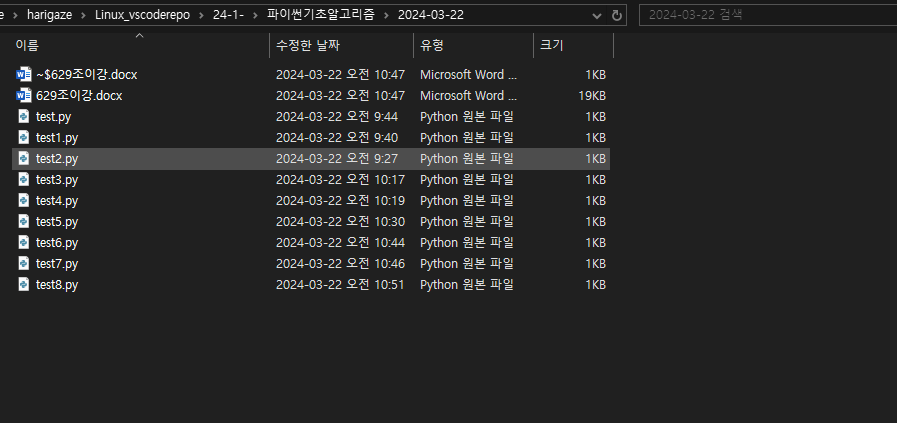 e › harigaze › Linux_vscoderepo › 24-1- › 파이썬기초알고리즘 › 2024-03-22 2024-03-22 검색
이름 수정한 날짜 유형 크기
~$629조이강.docx 2024-03-22 오전 10:47 Microsoft Word ... 1KB
629조이강.docx 2024-03-22 오전 10:47 Microsoft Word ... 19KB
test.py 2024-03-22 오전 9:44 Python 원본 파일 1KB
test1.py 2024-03-22 오전 9:40 Python 원본 파일 1KB
test2.py 2024-03-22 오전 9:27 Python 원본 파일 1KB
test3.py 2024-03-22 오전 10:17 Python 원본 파일 1KB
test4.py 2024-03-22 오전 10:19 Python 원본 파일 1KB
test5.py 2024-03-22 오전 10:30 Python 원본 파일 1KB
test6.py 2024-03-22 오전 10:44 Python 원본 파일 1KB
test7.py 2024-03-22 오전 10:46 Python 원본 파일 1KB
test8.py 2024-03-22 오전 10:51 Python 원본 파일 1KB